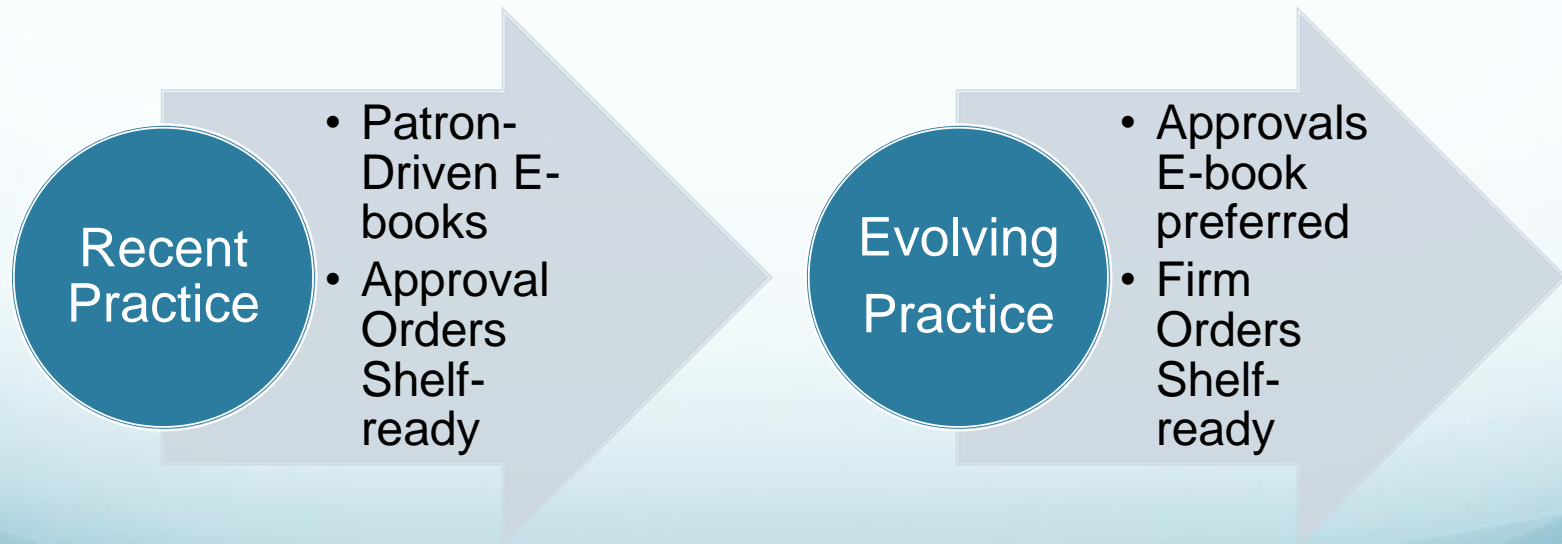 Recent
Practice
• Patron-
Driven E-
books
• Approval
Orders
Shelf-
ready
Evolving
Practice
• Approvals
E-book
preferred
• Firm
Orders
Shelf-
ready